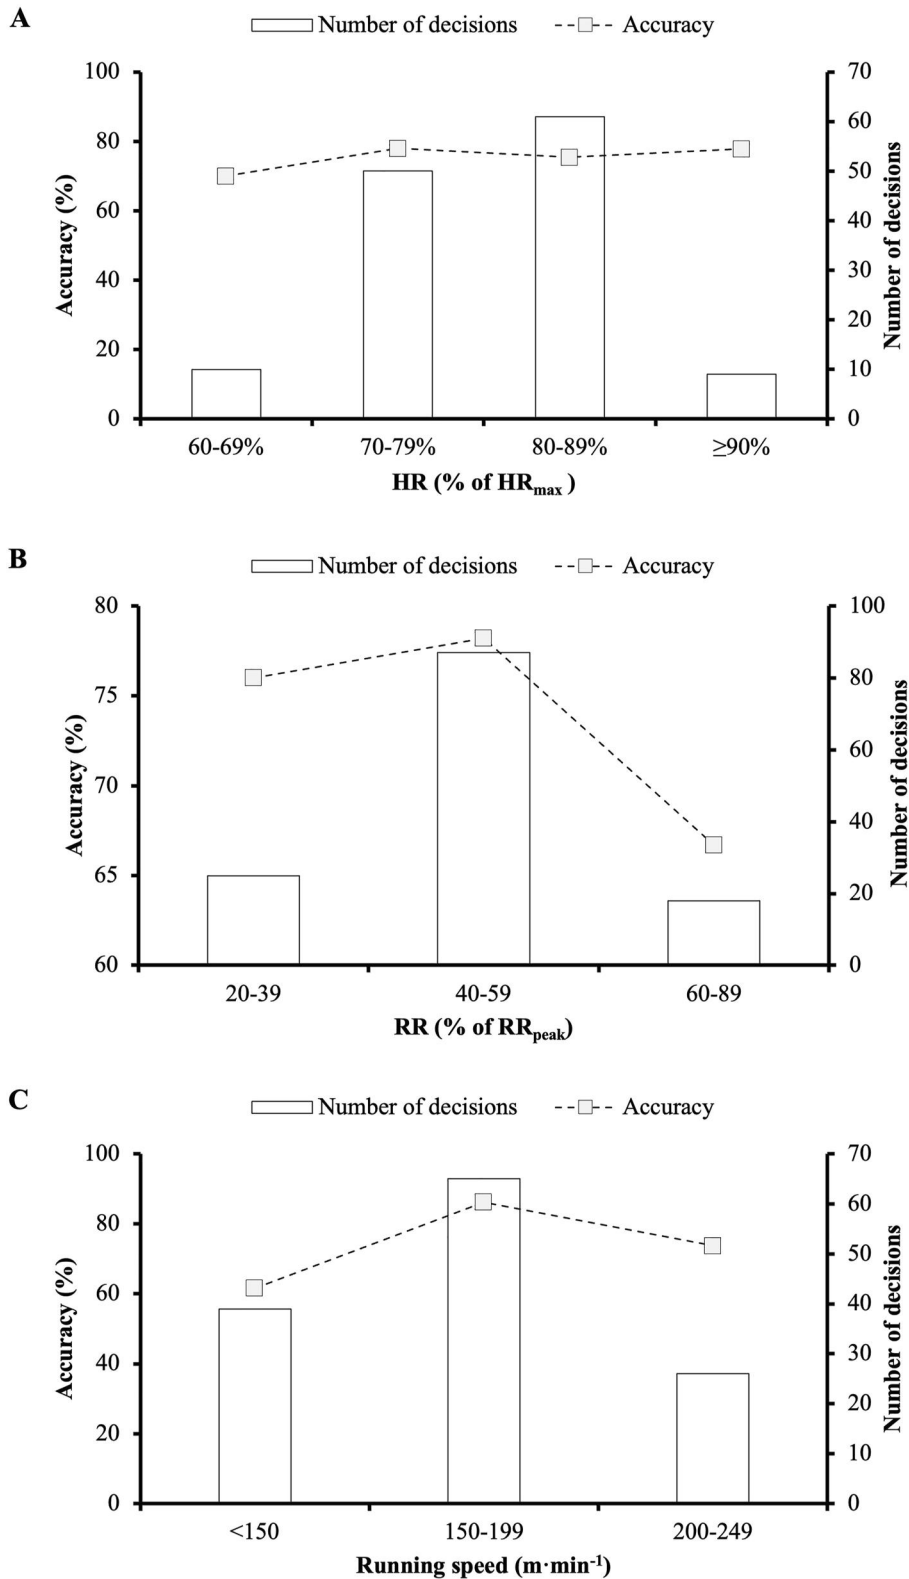 A
Number of decisions Accuracy
100
80
60
40
20
0
Accuracy (%)
70
60
50
40
30
20
10
0
Number of decisions
60-69% 70-79% 80-89% ≥90%
HR (% of HRmax )
B
Number of decisions Accuracy
80
75
70
65
60
Accuracy (%)
100
80
60
40
20
0
Number of decisions
20-39 40-59 60-89
RR (% of RRpeak)
C
Number of decisions Accuracy
100
80
60
40
20
0
Accuracy (%)
70
60
50
40
30
20
10
0
Number of decisions
<150 150-199 200-249
Running speed (m·min-1)